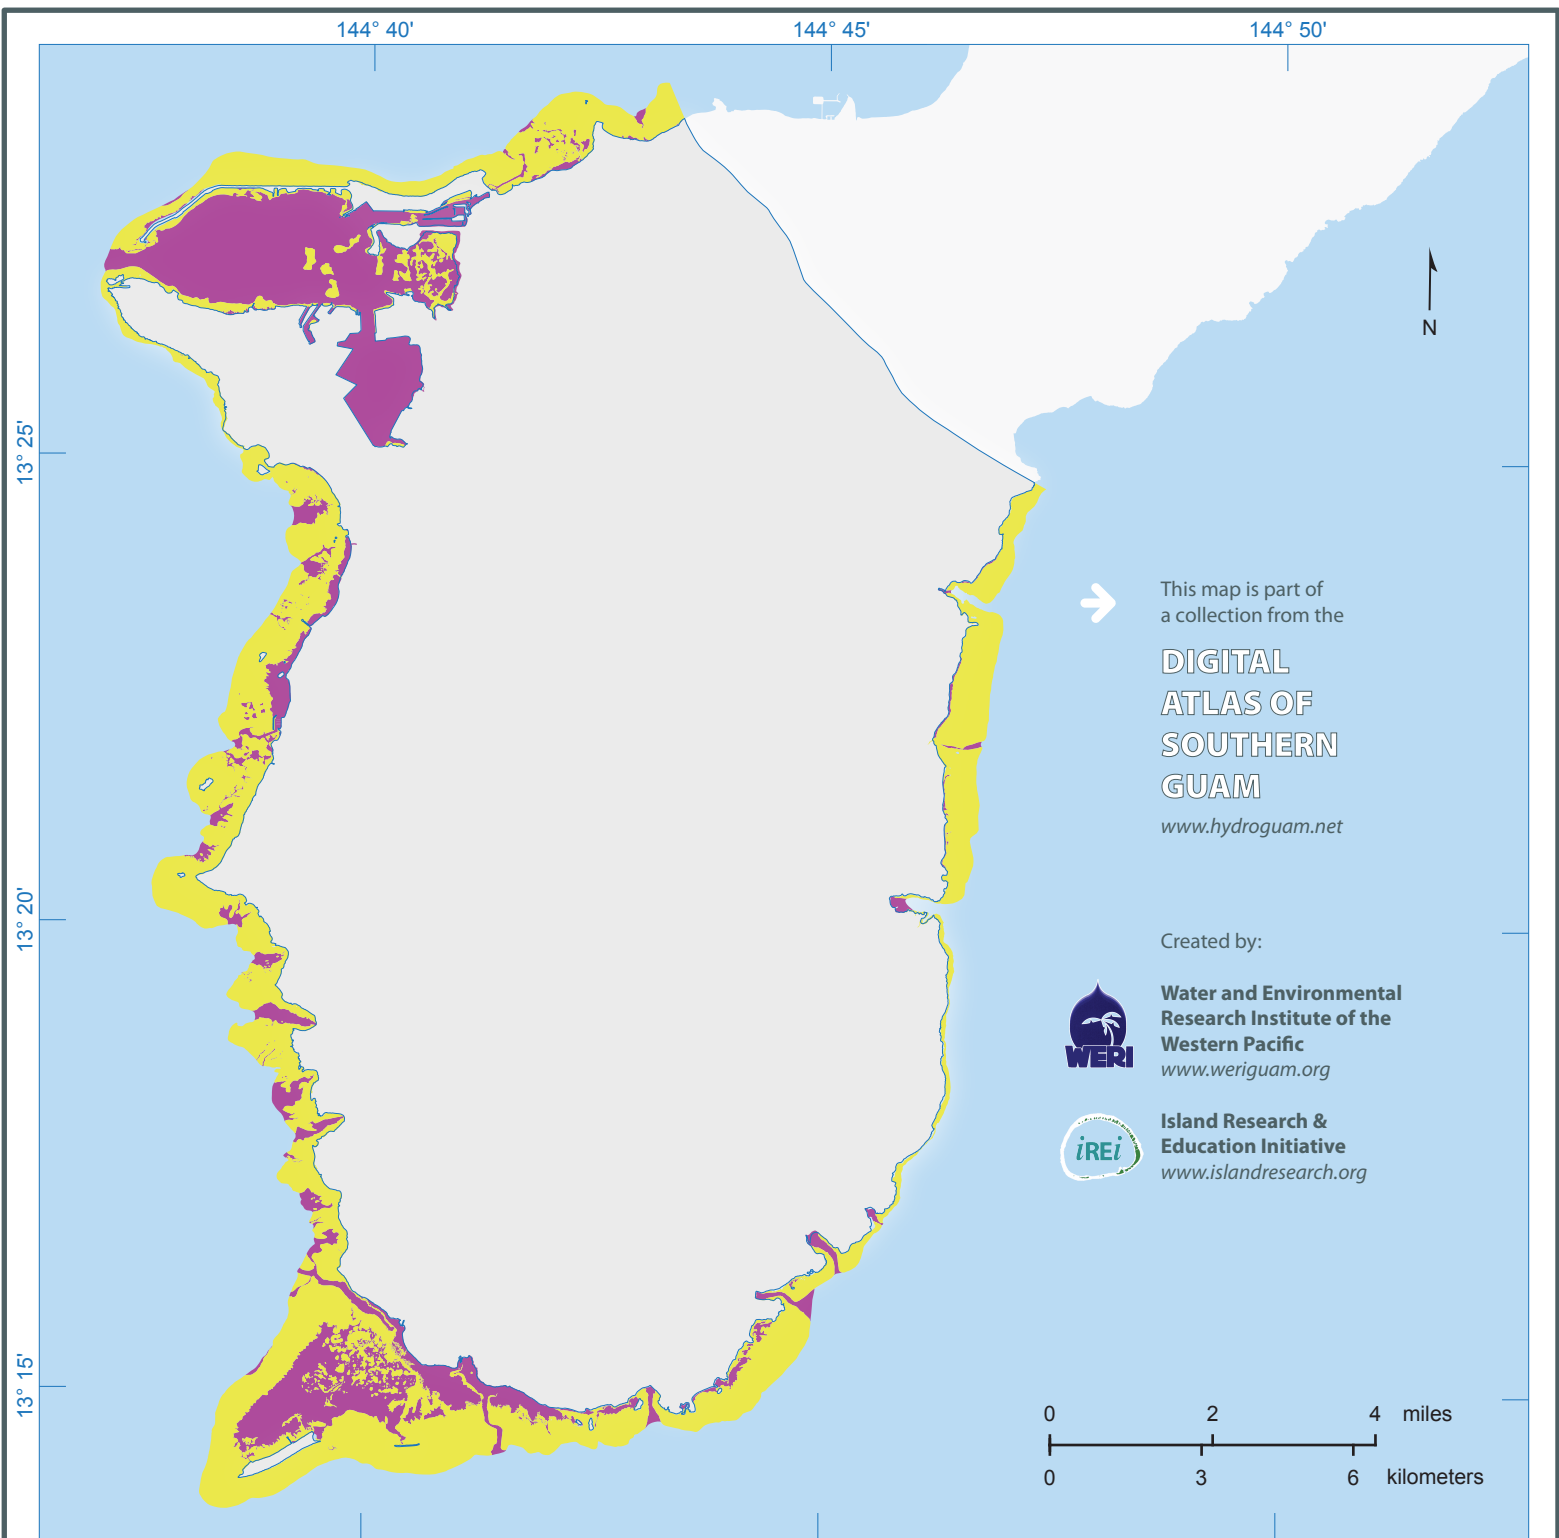 144° 40'
144° 45'
144° 50'
N
13° 25'
This map is part of
a collection from the
DIGITAL
ATLAS OF
SOUTHERN
GUAM
www.hydroguam.net
13° 20'
Created by:
Water and Environmental
Research Institute of the
Western Pacific
www.weriguam.org
WERI
Island Research &
Education Initiative
www.islandresearch.org
iREi
13° 15'
0 2 4 miles
0 3 6 kilometers